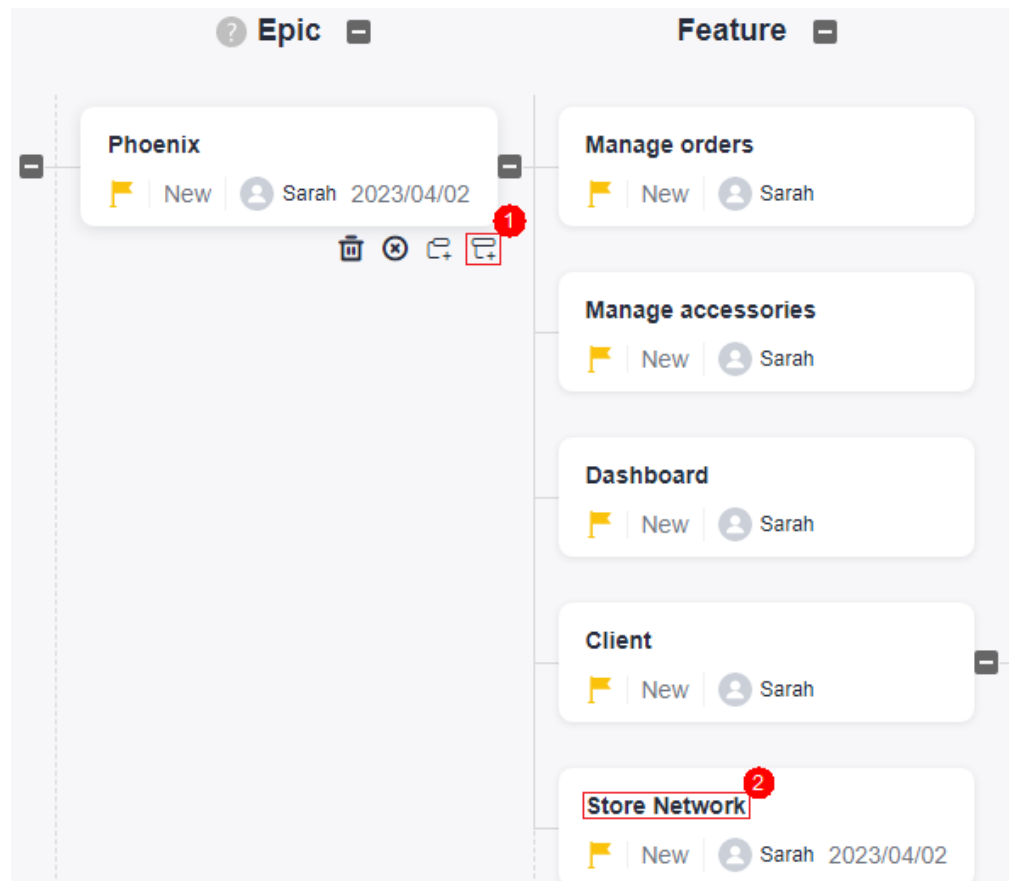 ? Epic
Feature
Phoenix
New Sarah 2023/04/02
1
Manage orders
New Sarah
Manage accessories
New Sarah
Dashboard
New Sarah
Client
New Sarah
2
Store Network
New Sarah 2023/04/02